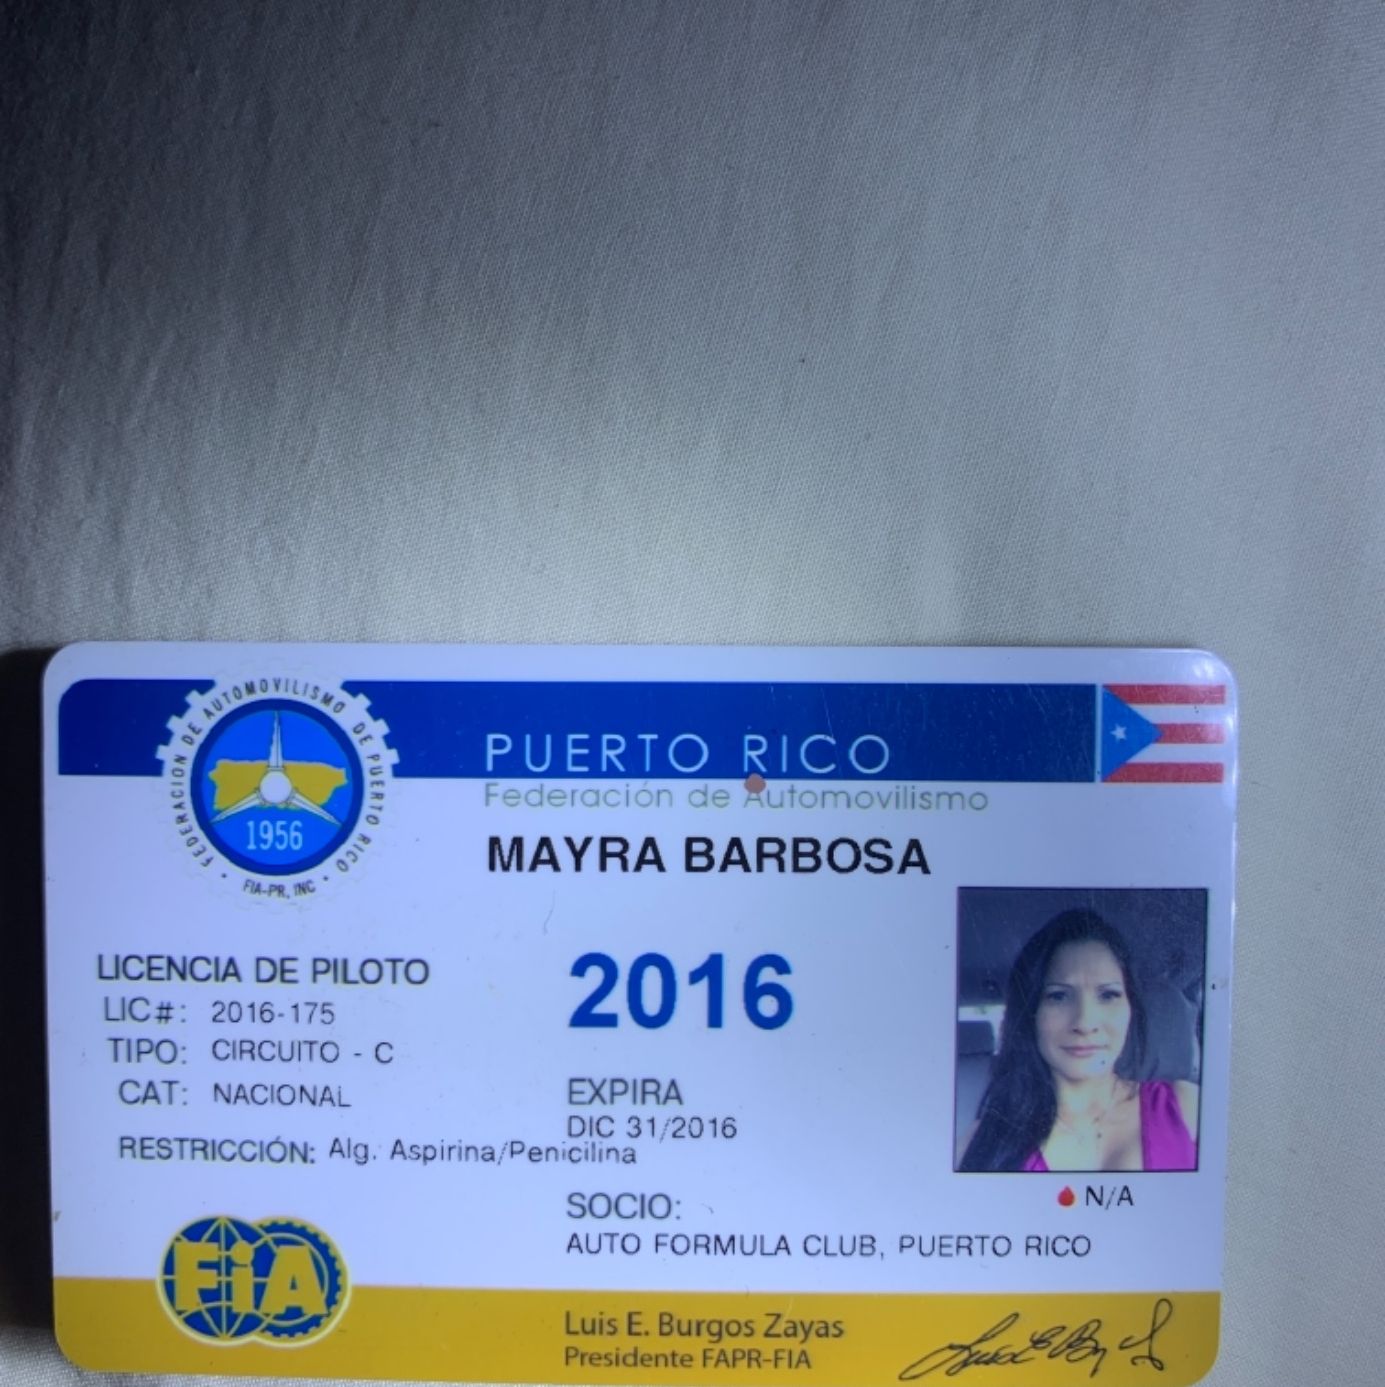 FEDERACION DE AUTOMOVILISMO DE PUERTO RICO
1956
FIA-PR, INC
PUERTO RICO
Federación de Automovilismo
MAYRA BARBOSA
LICENCIA DE PILOTO
LIC#: 2016-175
TIPO: CIRCUITO - C
CAT: NACIONAL
RESTRICCIÓN: Alg. Aspirina/Penicilina
2016
EXPIRA
DIC 31/2016
N/A
SOCIO:
AUTO FORMULA CLUB, PUERTO RICO
FiA
Luis E. Burgos Zayas
Presidente FAPR-FIA